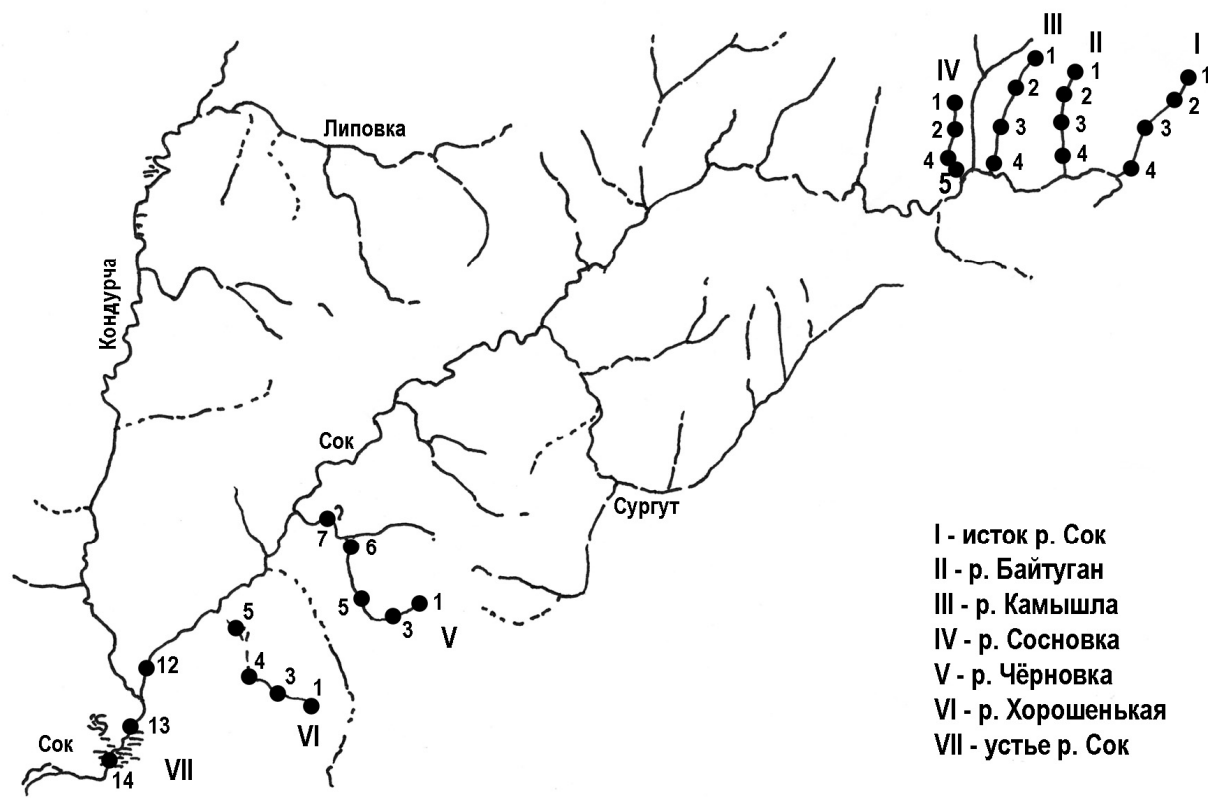 III
II
I
IV
1
2
3
4
1
2
3
4
1
2
3
4
1
2
4
5
Липовка
Кондурча
Сок
Сургут
7
6
5
3
1
V
5
4
3
1
VI
12
13
14
Сок
VII
I - исток р. Сок
II - р. Байтуган
III - р. Камышла
IV - р. Сосновка
V - р. Чёрновка
VI - р. Хорошенькая
VII - устье р. Сок